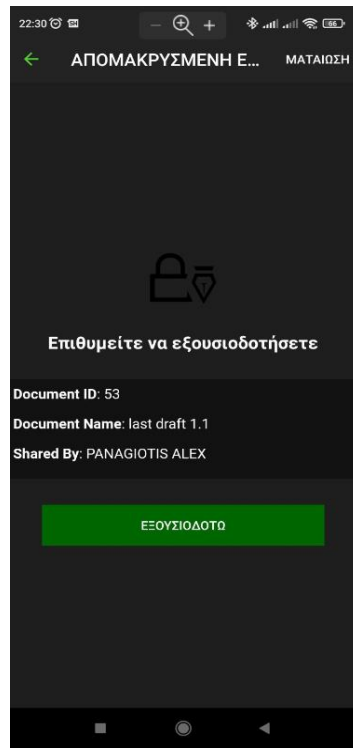 22:30
66
ΑΠΟΜΑΚΡΥΣΜΕΝΗ Ε... ΜΑΤΑΙΩΣΗ
Επιθυμείτε να εξουσιοδοτήσετε
Document ID: 53
Document Name: last draft 1.1
Shared By: PANAGIOTIS ALEX
ΕΞΟΥΣΙΟΔΟΤΩ